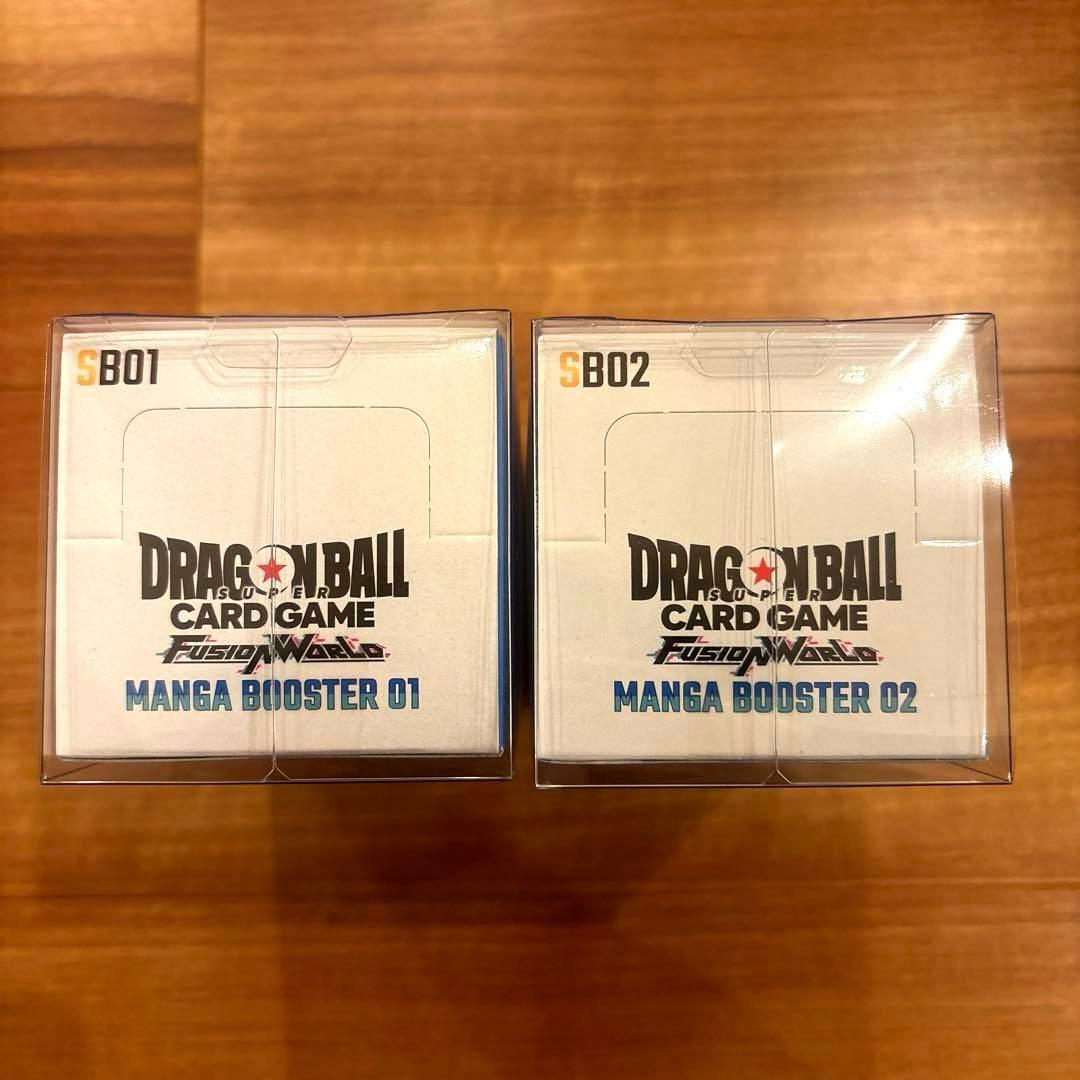 SB01
DRAGON BALL
SUPER
CARD GAME
FUSION WORLD
MANGA BOOSTER 01
SB02
DRAGON BALL
SUPER
CARD GAME
FUSION WORLD
MANGA BOOSTER 02